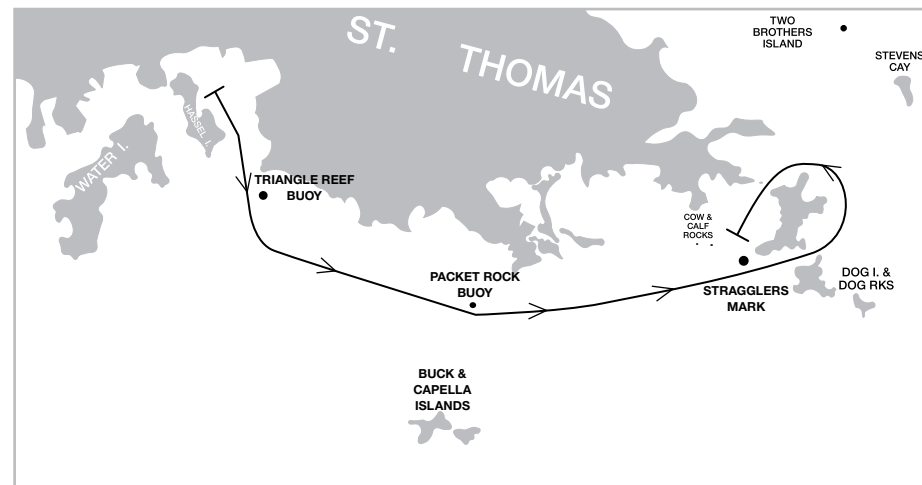 ST. THOMAS
TWO
BROTHERS
ISLAND
STEVENS
CAY
HASSEL I.
WATER I.
TRIANGLE REEF
BUOY
COW &
CALF
ROCKS
PACKET ROCK
BUOY
STRAGGLERS
MARK
DOG I. &
DOG RKS
BUCK &
CAPELLA
ISLANDS